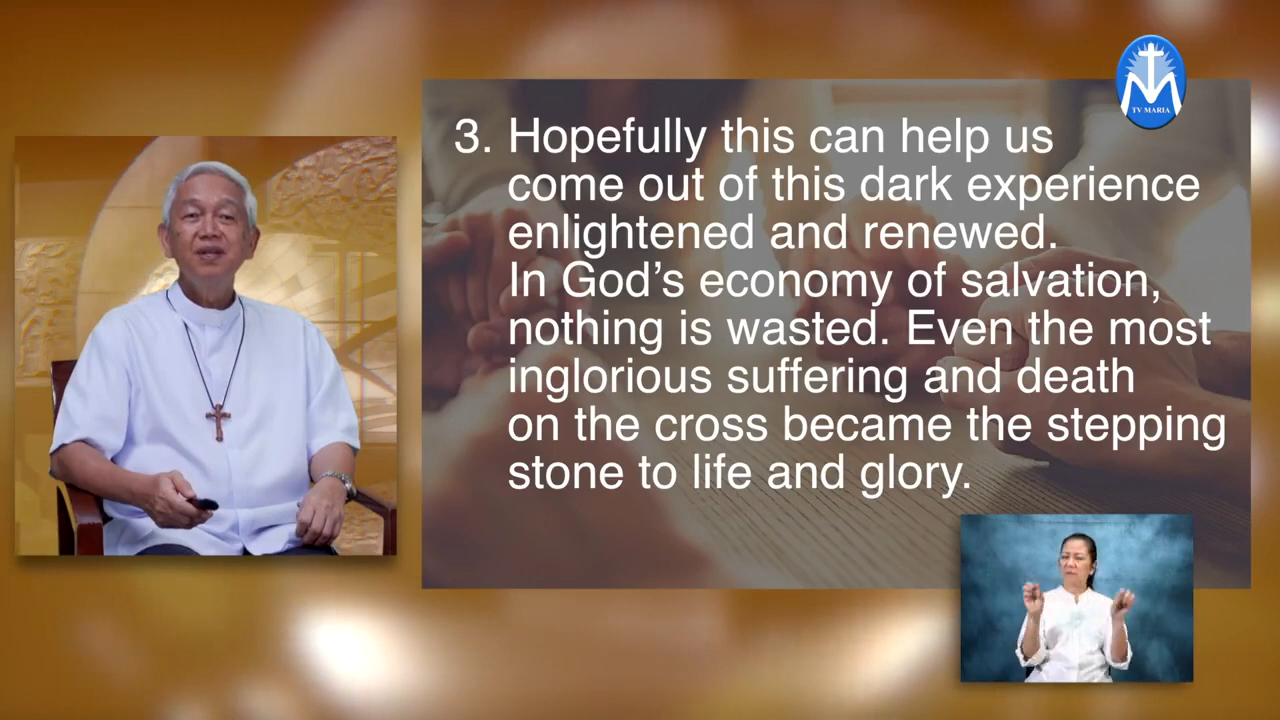 TV MARIA
3. Hopefully this can help us
come out of this dark experience
enlightened and renewed.
In God’s economy of salvation,
nothing is wasted. Even the most
inglorious suffering and death
on the cross became the stepping
stone to life and glory.